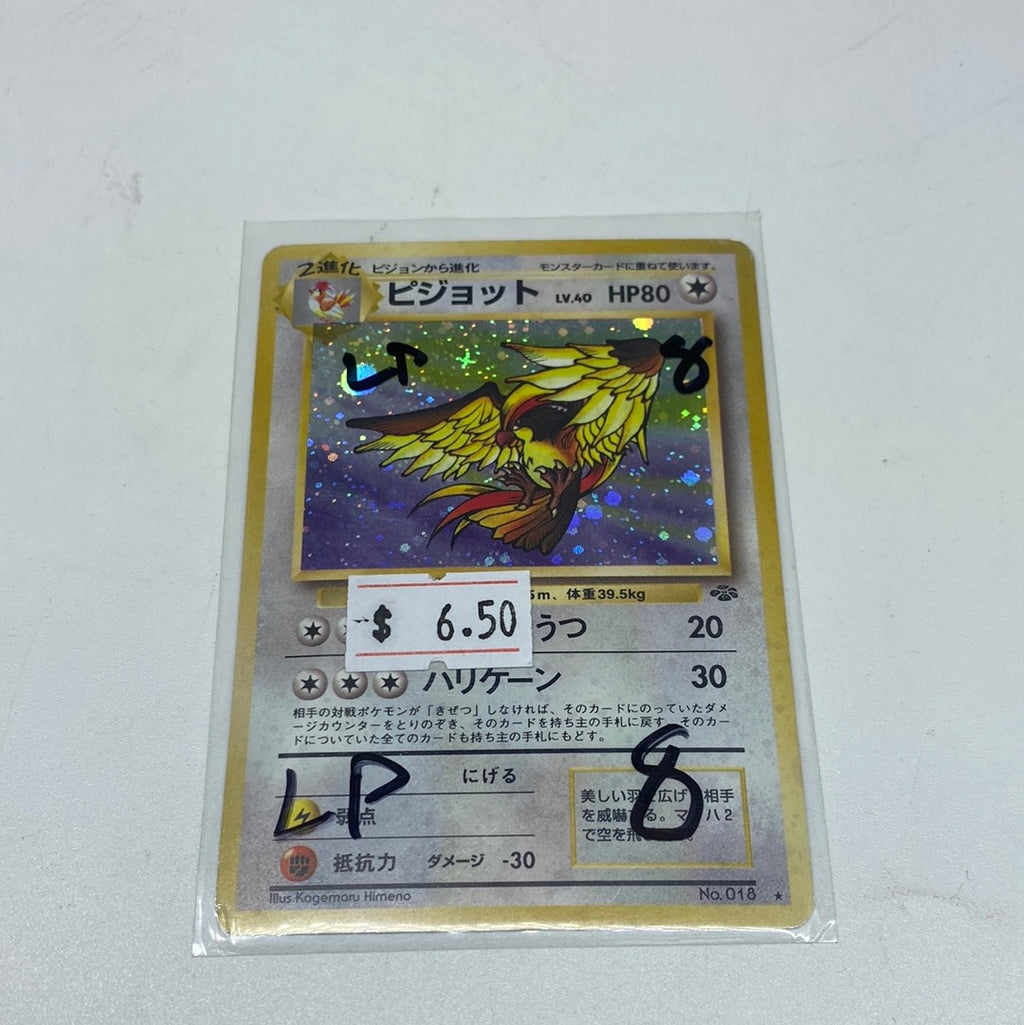 2進化 ピジョンから進化 モンスターカードに重ねて使います。
ピジョット LV.40 HP80
LP 8
5m、体重39.5kg
$ 6.50
うつ 20
ハリケーン 30
相手の対戦ポケモンが「きぜつ」しなければ、そのカードにのっていたダメ
ージカウンターをとりのぞき、そのカードを持ち主の手札に戻す。そのカー
ドについていた全てのカードも持ち主の手札にもどす。
LP 8
にげる
弱点
抵抗力 ダメージ -30
美しい羽を広げ 相手
を威嚇する。マッハ2
で空を飛
Illus.Kagemaru Himeno No.018 ★